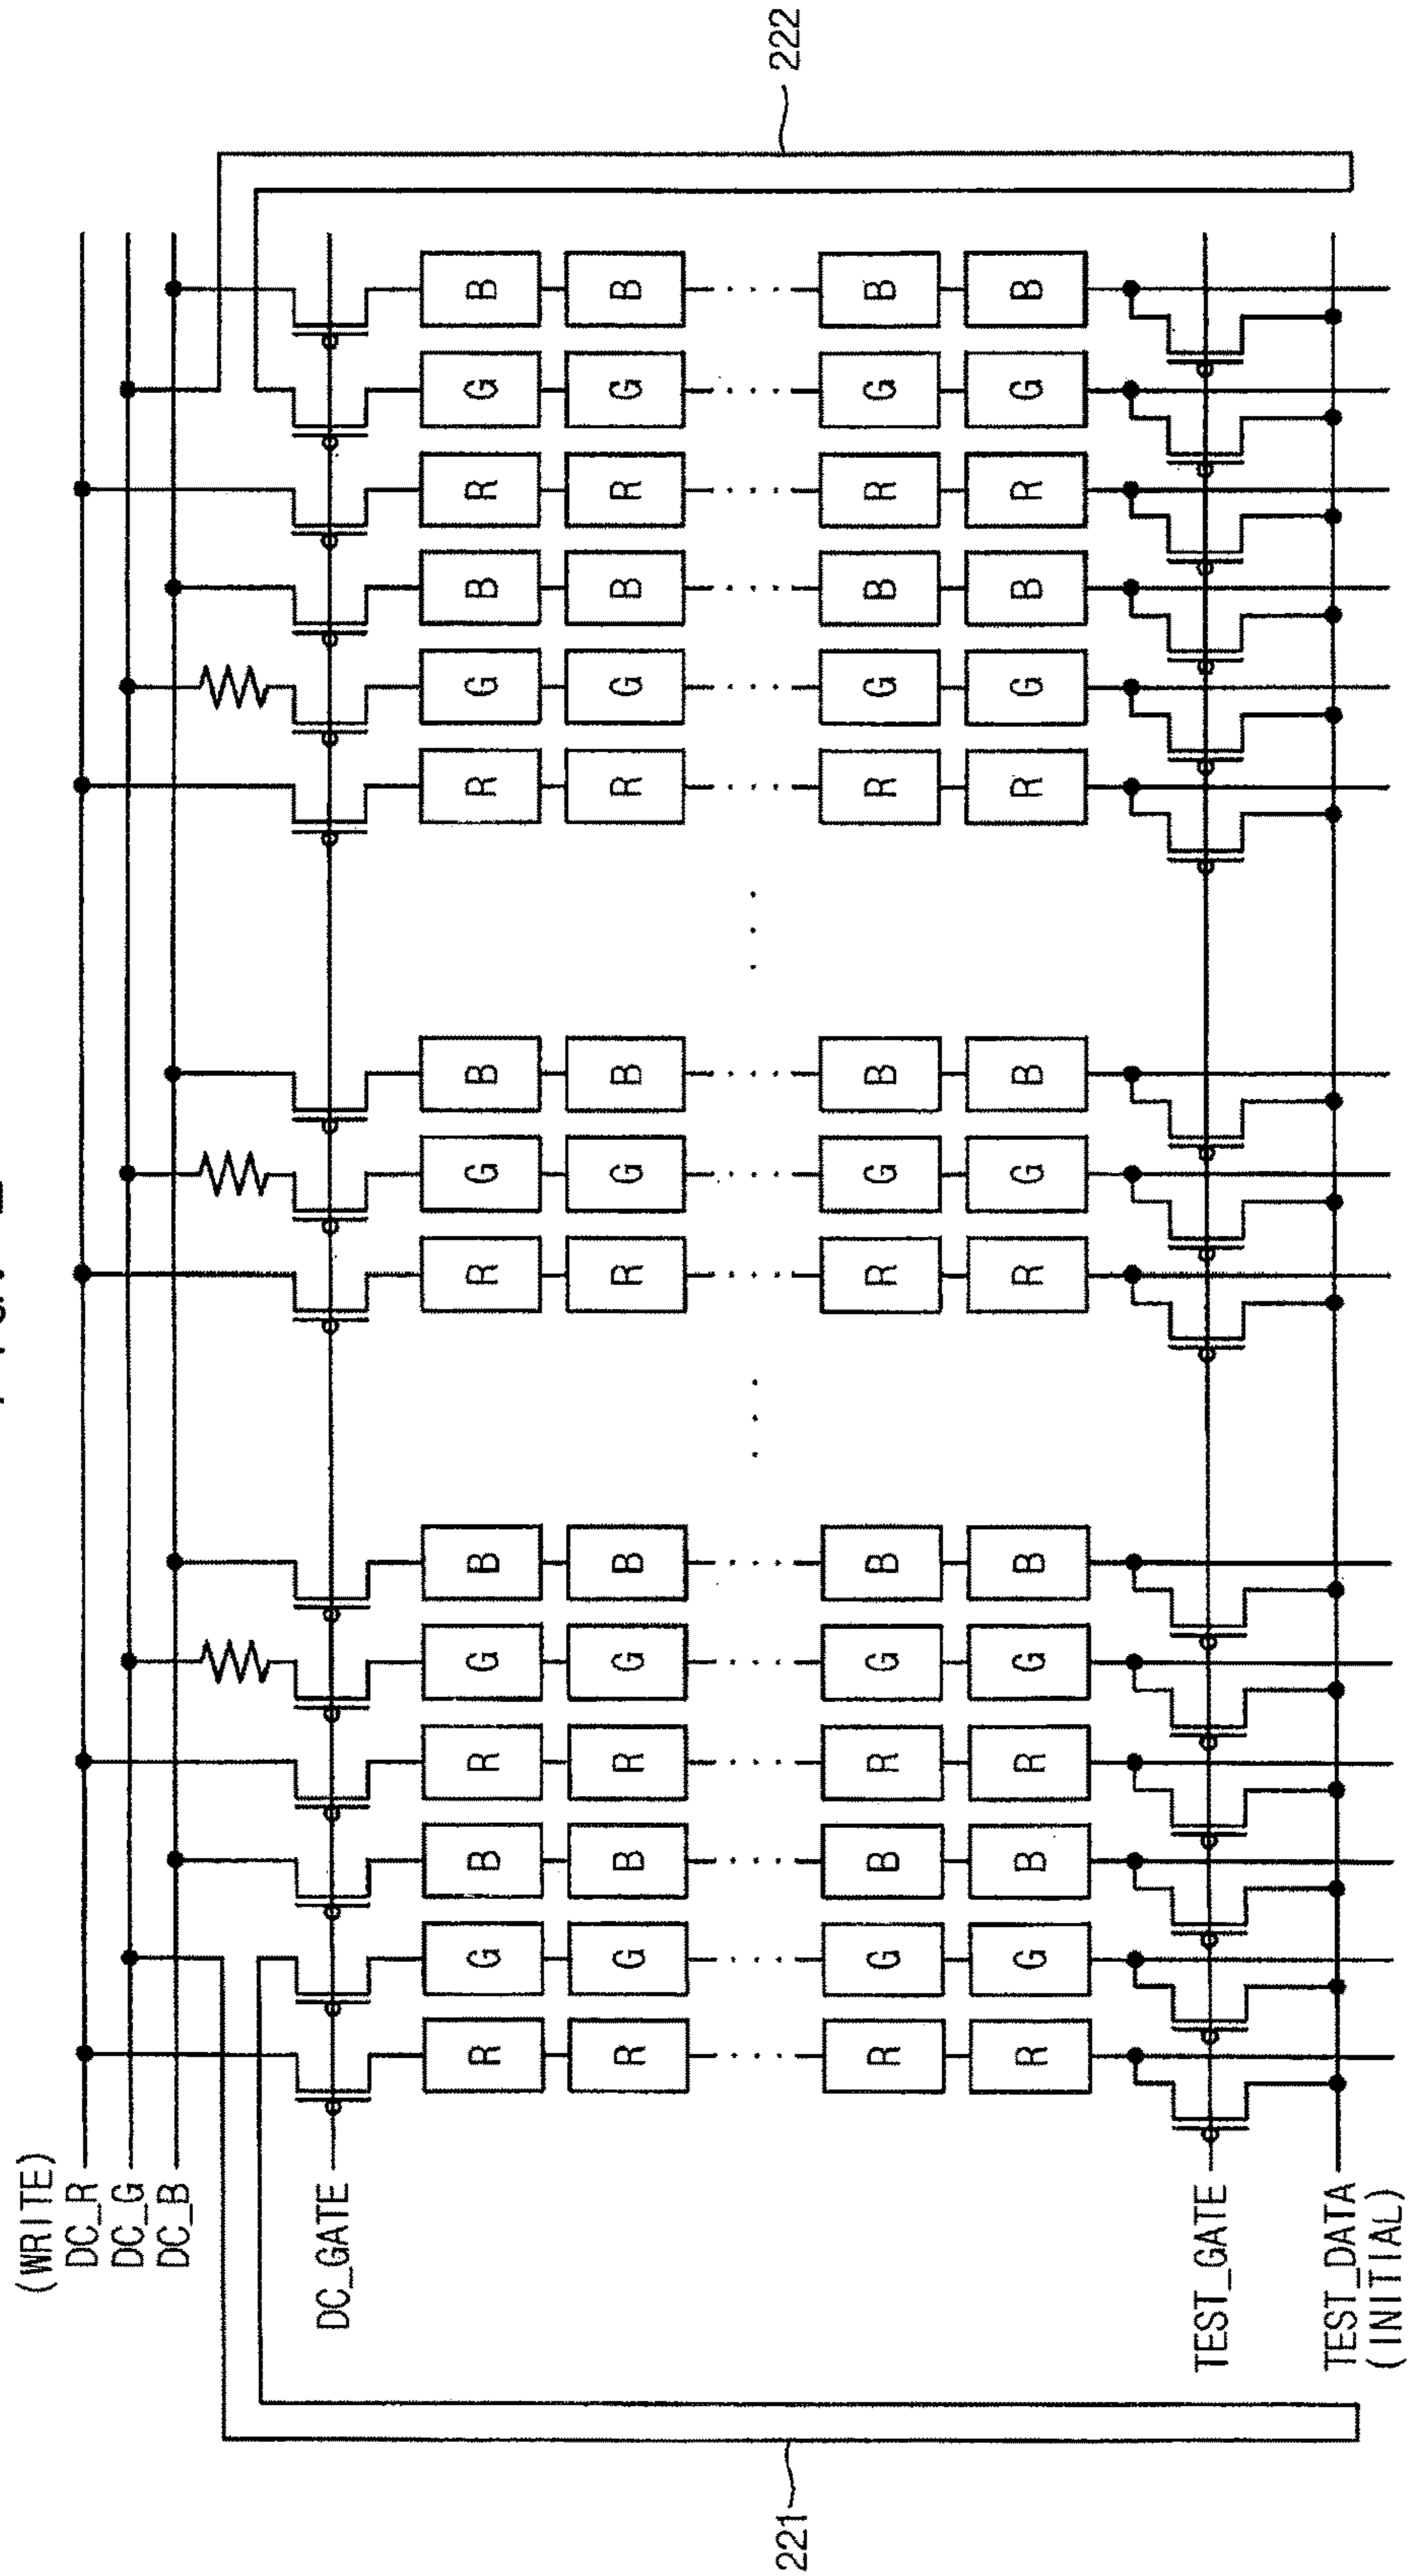 (WRITE)
DC_R
DC_G
DC_B
DC_GATE
R G B R G B R G B R G B R G B
R G B R G B R G B R G B R G B
221
222
R G B R G B R G B R G B R G B
R G B R G B R G B R G B R G B
TEST_GATE
TEST_DATA
(INITIAL)